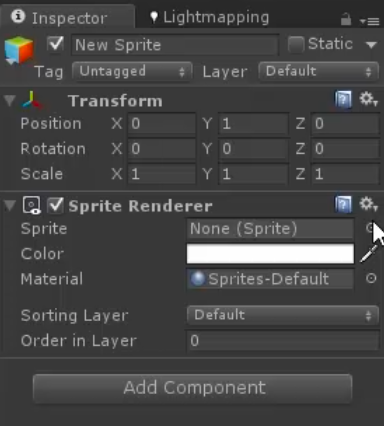 Inspector Lightmapping
New Sprite Static
Tag Untagged Layer Default
Transform
Position X 0 Y 1 Z 0
Rotation X 0 Y 0 Z 0
Scale X 1 Y 1 Z 1
Sprite Renderer
Sprite None (Sprite)
Color
Material Sprites-Default
Sorting Layer Default
Order in Layer 0
Add Component